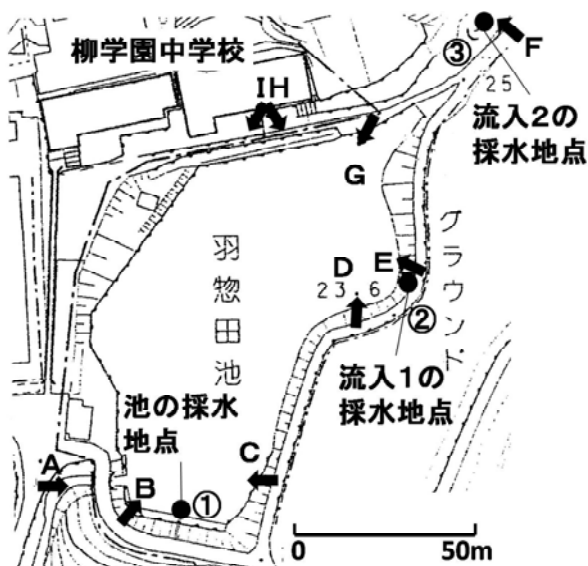 柳学園中学校
IH
③
F
25
流入2の
採水地点
G
羽惣田池
グラウンド
D
E
23.6
②
流入1の
採水地点
池の採水
地点
A
B
C
①
0
50m